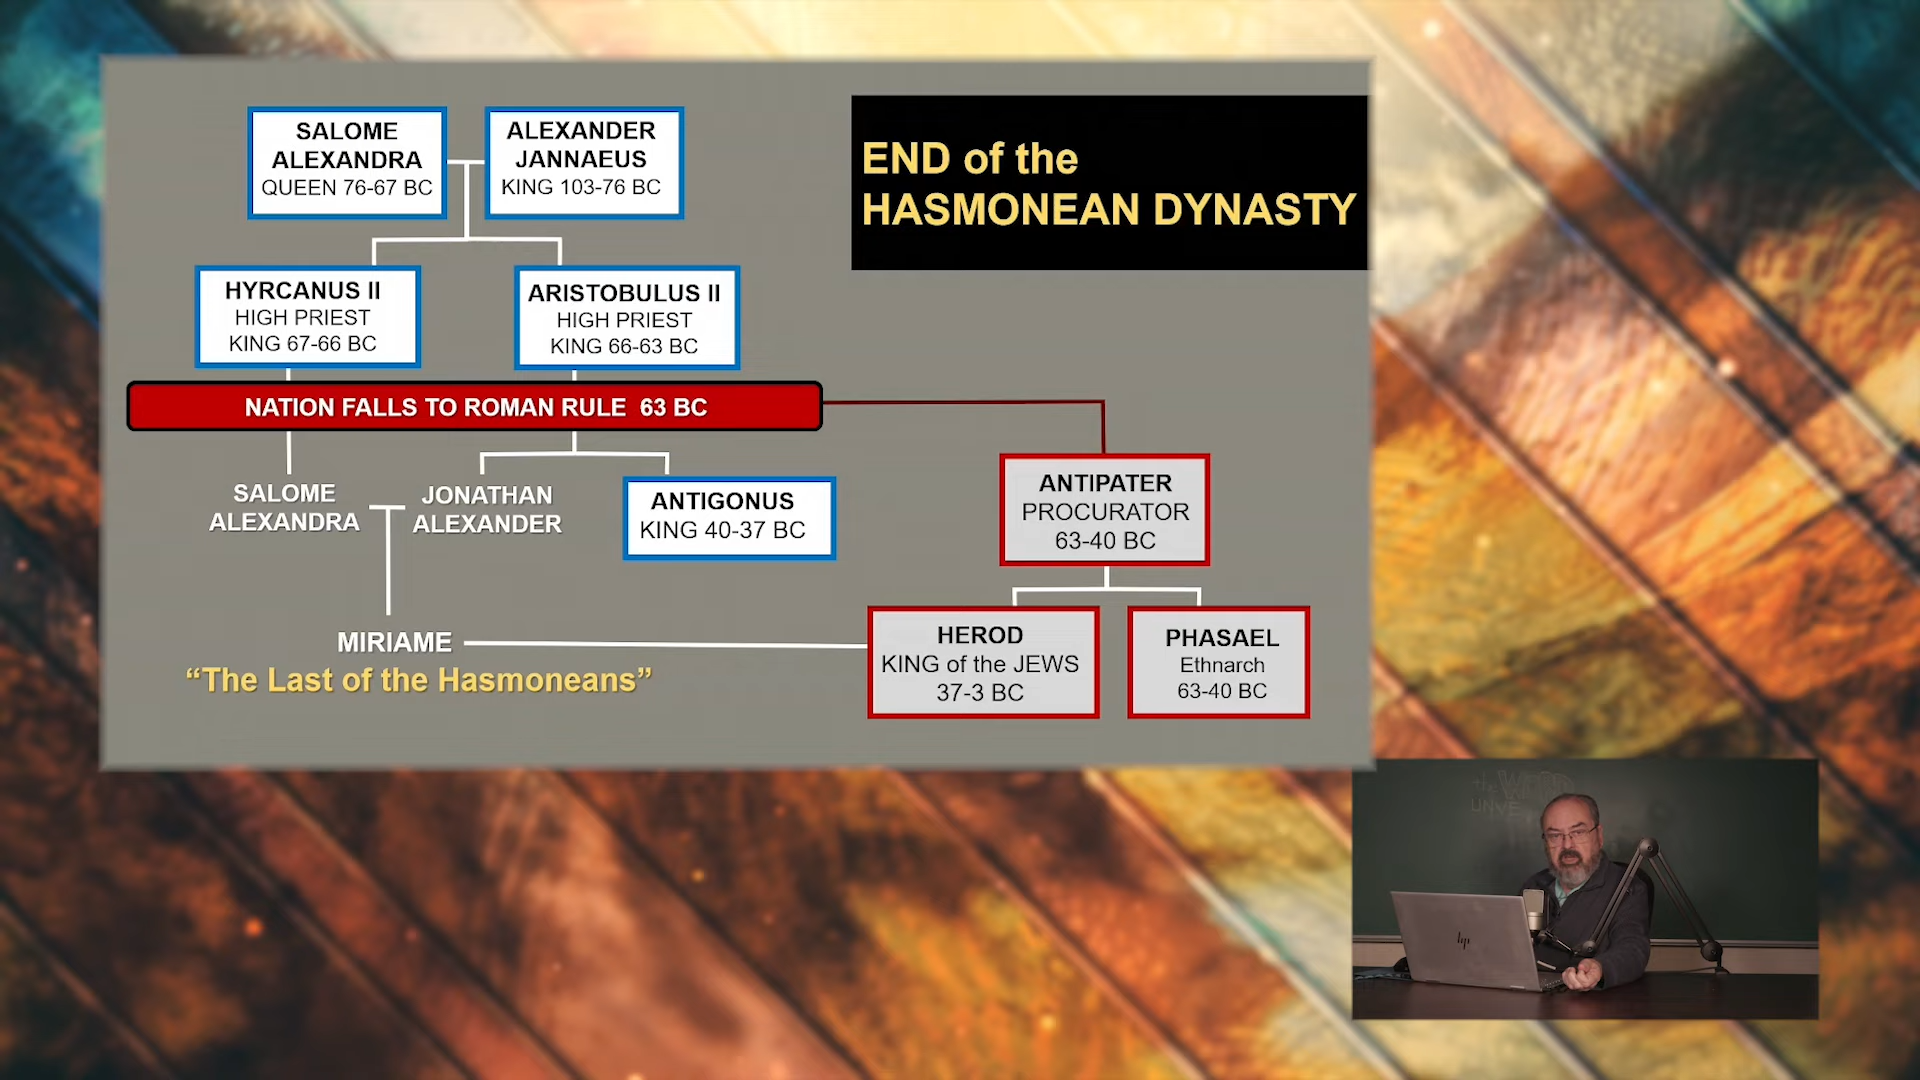 SALOME
ALEXANDRA
QUEEN 76-67 BC
ALEXANDER
JANNAEUS
KING 103-76 BC
END of the
HASMONEAN DYNASTY
HYRCANUS II
HIGH PRIEST
KING 67-66 BC
ARISTOBULUS II
HIGH PRIEST
KING 66-63 BC
NATION FALLS TO ROMAN RULE 63 BC
SALOME
ALEXANDRA
JONATHAN
ALEXANDER
ANTIGONUS
KING 40-37 BC
ANTIPATER
PROCURATOR
63-40 BC
MIRIAME
“The Last of the Hasmoneans”
HEROD
KING of the JEWS
37-3 BC
PHASAEL
Ethnarch
63-40 BC
the WORD
hp